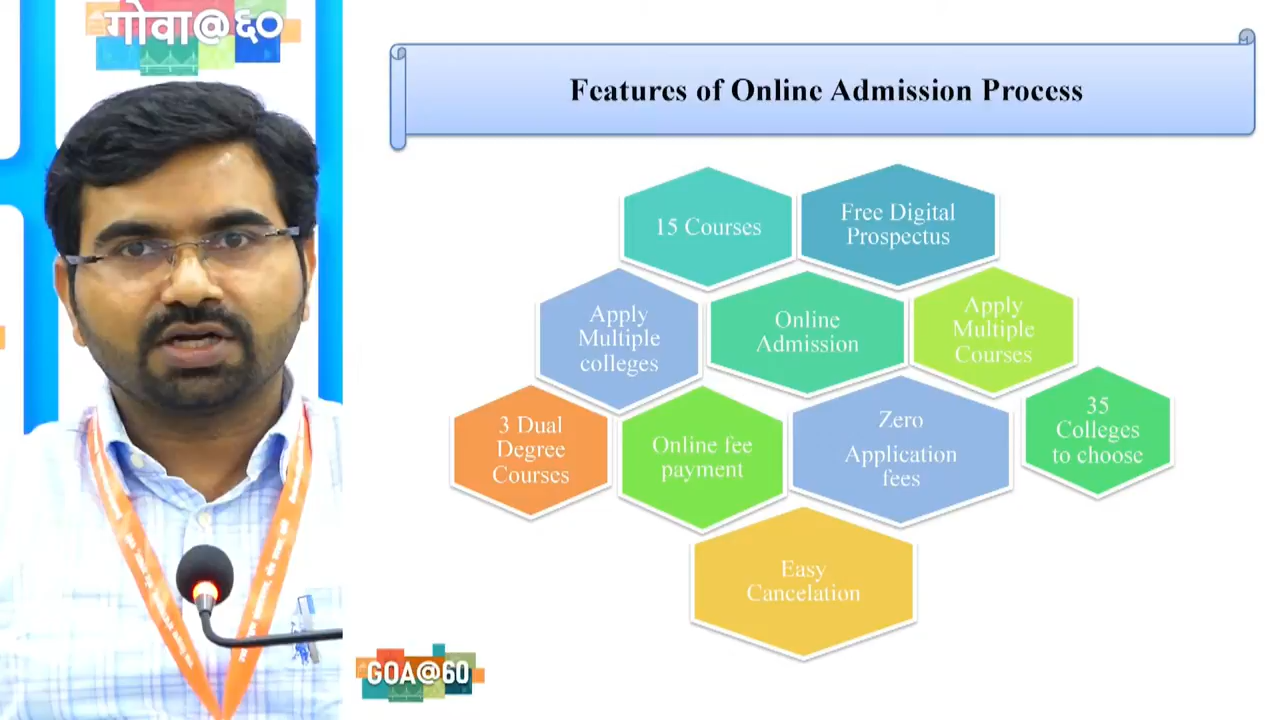 गोवा@६०
Features of Online Admission Process
15 Courses
Free Digital
Prospectus
Apply
Multiple
colleges
Online
Admission
Apply
Multiple
Courses
3 Dual
Degree
Courses
Online fee
payment
Zero
Application
fees
35
Colleges
to choose
Easy
Cancelation
GOA@60